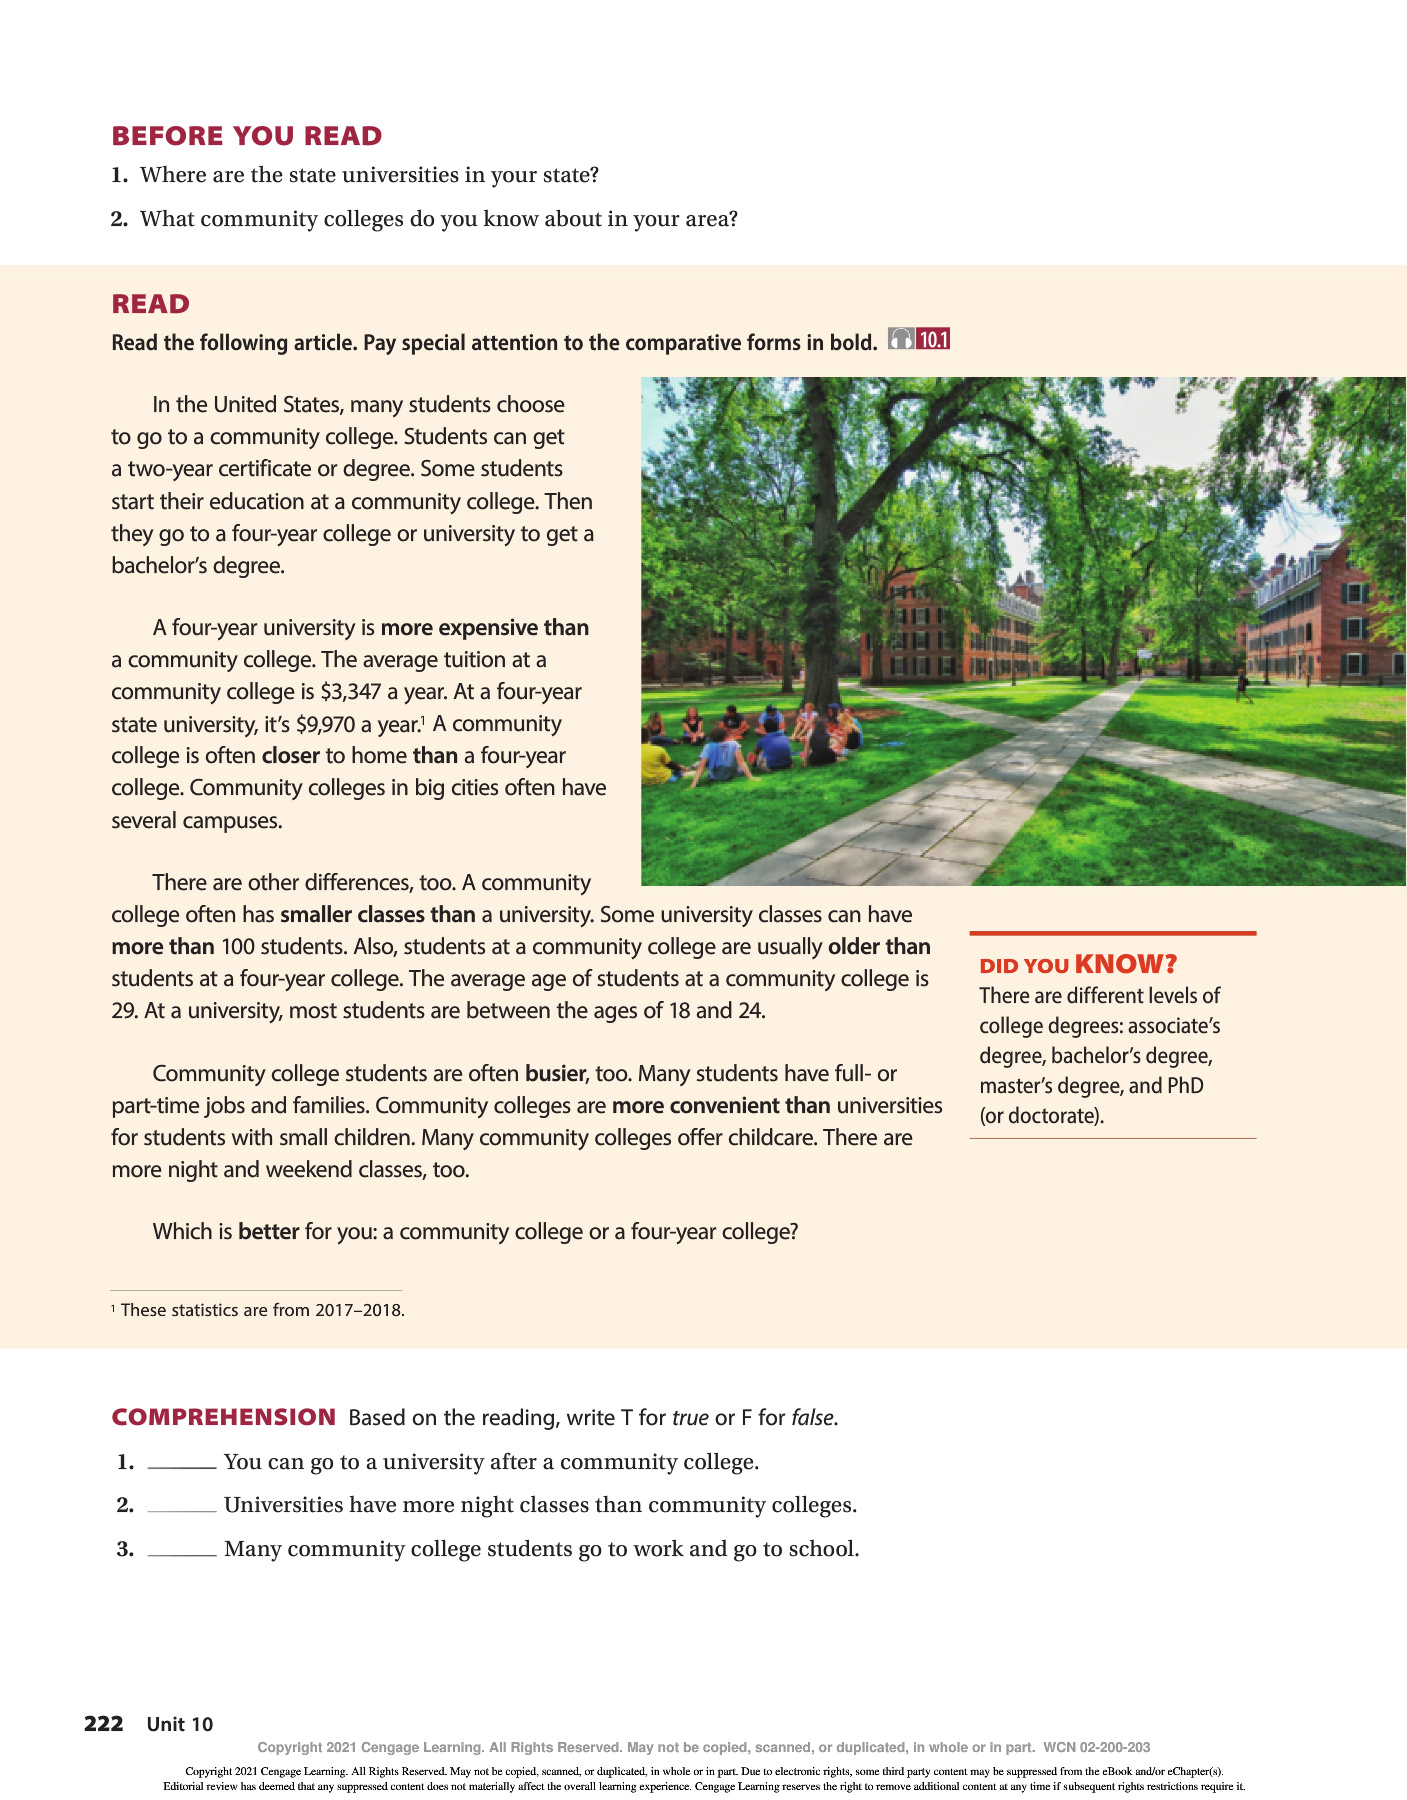 BEFORE YOU READ
1. Where are the state universities in your state?
2. What community colleges do you know about in your area?
READ
Read the following article. Pay special attention to the comparative forms in bold. 10.1
In the United States, many students choose
to go to a community college. Students can get
a two-year certificate or degree. Some students
start their education at a community college. Then
they go to a four-year college or university to get a
bachelor's degree.
A four-year university is more expensive than
a community college. The average tuition at a
community college is $3,347 a year. At a four-year
state university, it's $9,970 a year.¹ A community
college is often closer to home than a four-year
college. Community colleges in big cities often have
several campuses.
There are other differences, too. A community
college often has smaller classes than a university. Some university classes can have
more than 100 students. Also, students at a community college are usually older than
students at a four-year college. The average age of students at a community college is
29. At a university, most students are between the ages of 18 and 24.
Community college students are often busier, too. Many students have full- or
part-time jobs and families. Community colleges are more convenient than universities
for students with small children. Many community colleges offer childcare. There are
more night and weekend classes, too.
Which is better for you: a community college or a four-year college?
DID YOU KNOW?
There are different levels of
college degrees: associate's
degree, bachelor's degree,
master's degree, and PhD
(or doctorate).
¹ These statistics are from 2017–2018.
COMPREHENSION Based on the reading, write T for true or F for false.
1. ______ You can go to a university after a community college.
2. ______ Universities have more night classes than community colleges.
3. ______ Many community college students go to work and go to school.
222 Unit 10
Copyright 2021 Cengage Learning. All Rights Reserved. May not be copied, scanned, or duplicated, in whole or in part. WCN 02-200-203
Copyright 2021 Cengage Learning. All Rights Reserved. May not be copied, scanned, or duplicated, in whole or in part. Due to electronic rights, some third party content may be suppressed from the eBook and/or eChapter(s).
Editorial review has deemed that any suppressed content does not materially affect the overall learning experience. Cengage Learning reserves the right to remove additional content at any time if subsequent rights restrictions require it.